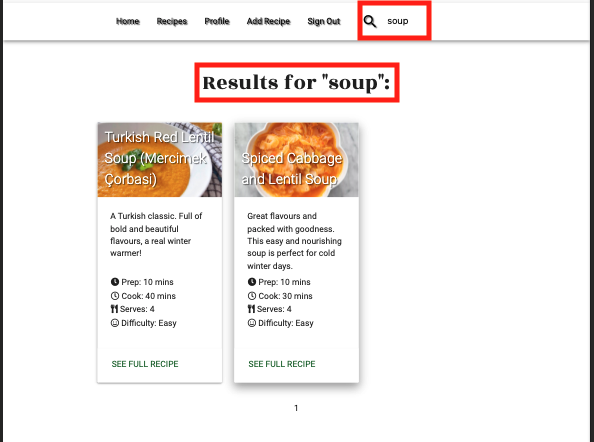 Home Recipes Profile Add Recipe Sign Out soup
Results for "soup":
Turkish Red Lentil
Soup (Mercimek
Çorbasi)
A Turkish classic. Full of
bold and beautiful
flavours, a real winter
warmer!
Prep: 10 mins
Cook: 40 mins
Serves: 4
Difficulty: Easy
SEE FULL RECIPE
Spiced Cabbage
and Lentil Soup
Great flavours and
packed with goodness.
This easy and nourishing
soup is perfect for cold
winter days.
Prep: 10 mins
Cook: 30 mins
Serves: 4
Difficulty: Easy
SEE FULL RECIPE
1